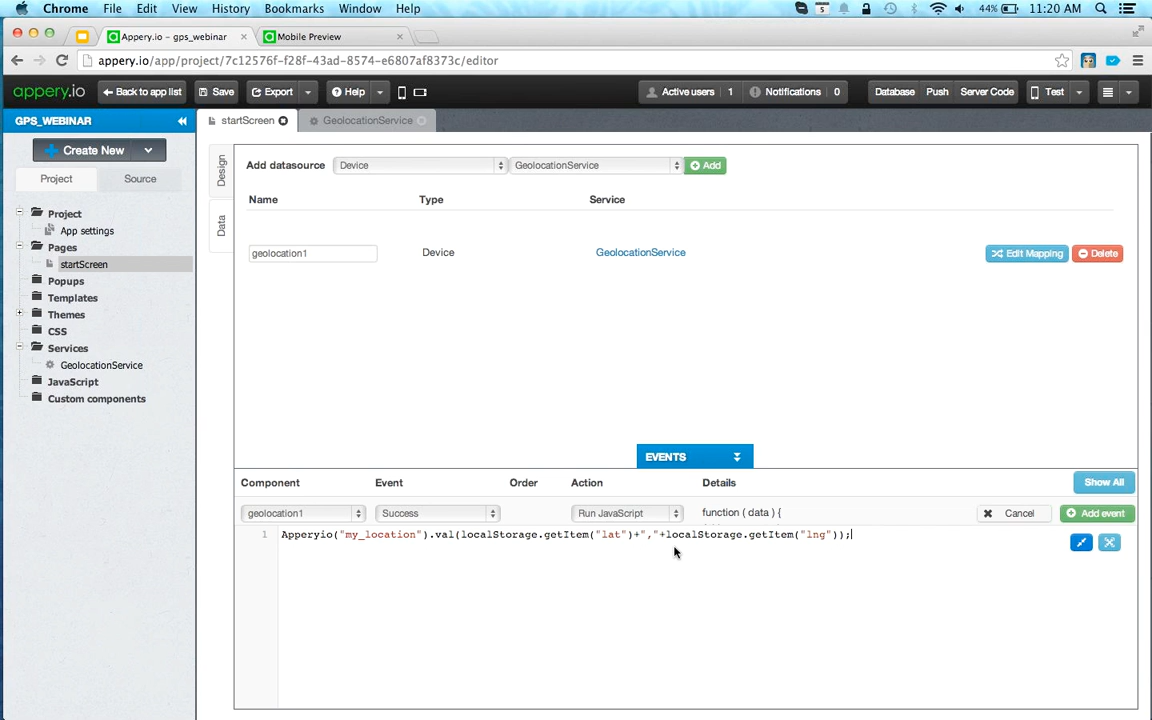 Chrome File Edit View History Bookmarks Window Help 5 44% 11:20 AM
Appery.io – gps_webinar × Mobile Preview ×
appery.io/app/project/7c12576f-f28f-43ad-8574-e6807af8373c/editor
appery.io Back to app list Save Export Help Active users 1 Notifications 0 Database Push Server Code Test
GPS_WEBINAR startScreen GeolocationService
Create New
Project Source
Project
App settings
Pages
startScreen
Popups
Templates
Themes
CSS
Services
GeolocationService
JavaScript
Custom components
Design
Data
Add datasource Device GeolocationService Add
Name Type Service
geolocation1 Device GeolocationService Edit Mapping Delete
EVENTS
Component Event Order Action Details Show All
geolocation1 Success Run JavaScript function ( data ) { Cancel Add event
1 Apperyio("my_location").val(localStorage.getItem("lat")+","+localStorage.getItem("lng"));